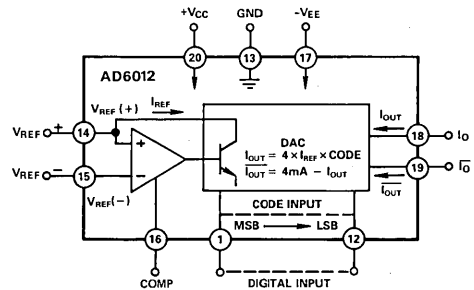 +VCC GND -VEE
20 13 17
AD6012
VREF(+) IREF
VREF + 14
+
DAC
IOUT = 4 × IREF × CODE
IOUT = 4mA - IOUT
IOUT
18 IO
19 IO
IOUT
VREF - 15
-
VREF(-)
CODE INPUT
MSB LSB
16 1 12
COMP DIGITAL INPUT